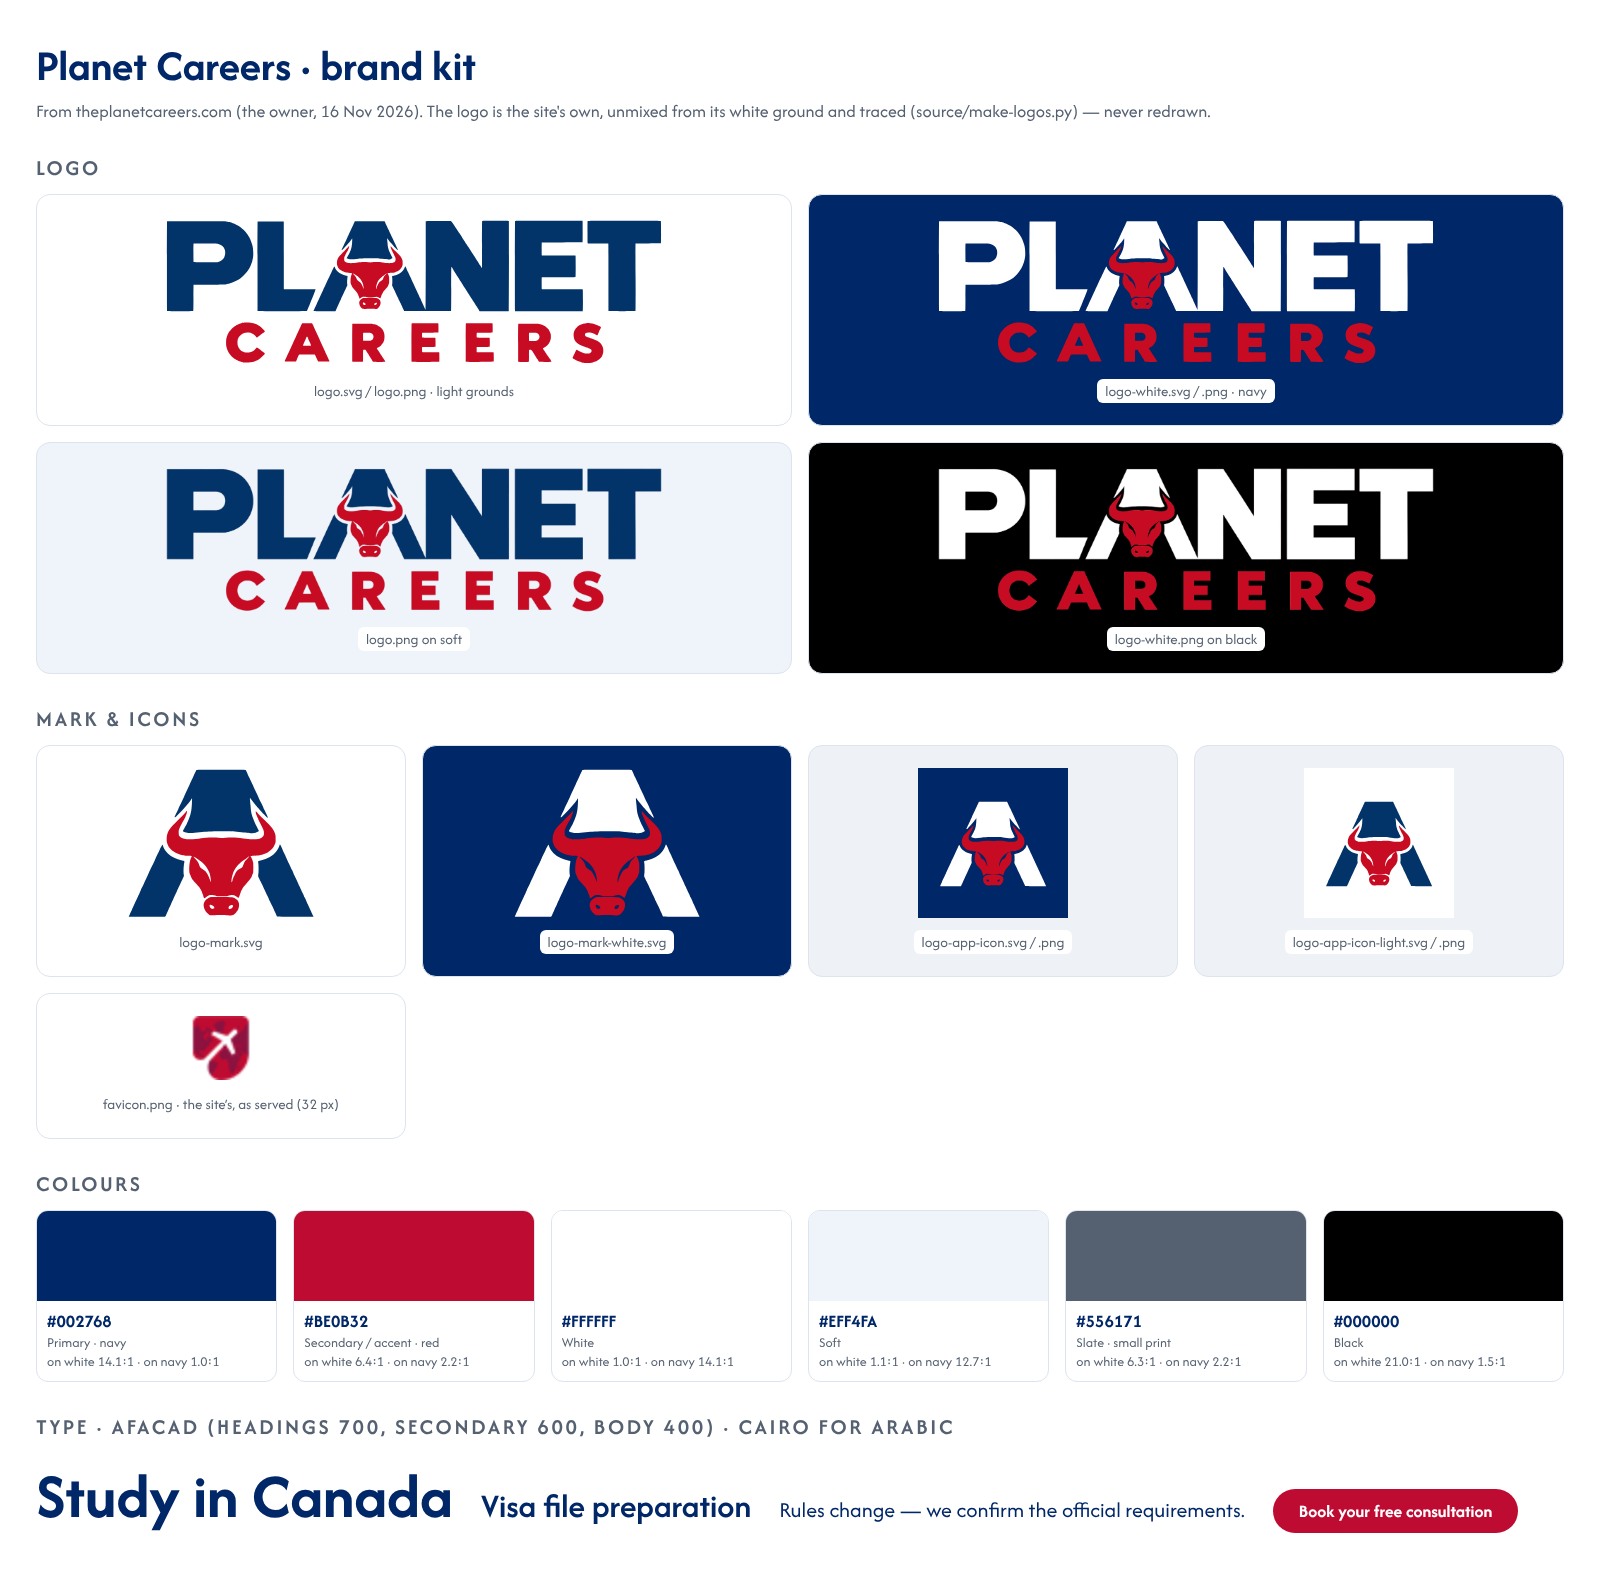 Planet Careers · brand kit
From theplanetcareers.com (the owner, 16 Nov 2026). The logo is the site's own, unmixed from its white ground and traced (source/make-logos.py) — never redrawn.
LOGO
PLANET
CAREERS
logo.svg / logo.png · light grounds
PLANET
CAREERS
logo-white.svg / .png · navy
PLANET
CAREERS
logo.png on soft
PLANET
CAREERS
logo-white.png on black
MARK & ICONS
logo-mark.svg
logo-mark-white.svg
logo-app-icon.svg / .png
logo-app-icon-light.svg / .png
favicon.png · the site's, as served (32 px)
COLOURS
#002768
Primary · navy
on white 14.1:1 · on navy 1.0:1
#BE0B32
Secondary / accent · red
on white 6.4:1 · on navy 2.2:1
#FFFFFF
White
on white 1.0:1 · on navy 14.1:1
#EFF4FA
Soft
on white 1.1:1 · on navy 12.7:1
#556171
Slate · small print
on white 6.3:1 · on navy 2.2:1
#000000
Black
on white 21.0:1 · on navy 1.5:1
TYPE · AFACAD (HEADINGS 700, SECONDARY 600, BODY 400) · CAIRO FOR ARABIC
Study in Canada Visa file preparation Rules change — we confirm the official requirements. Book your free consultation